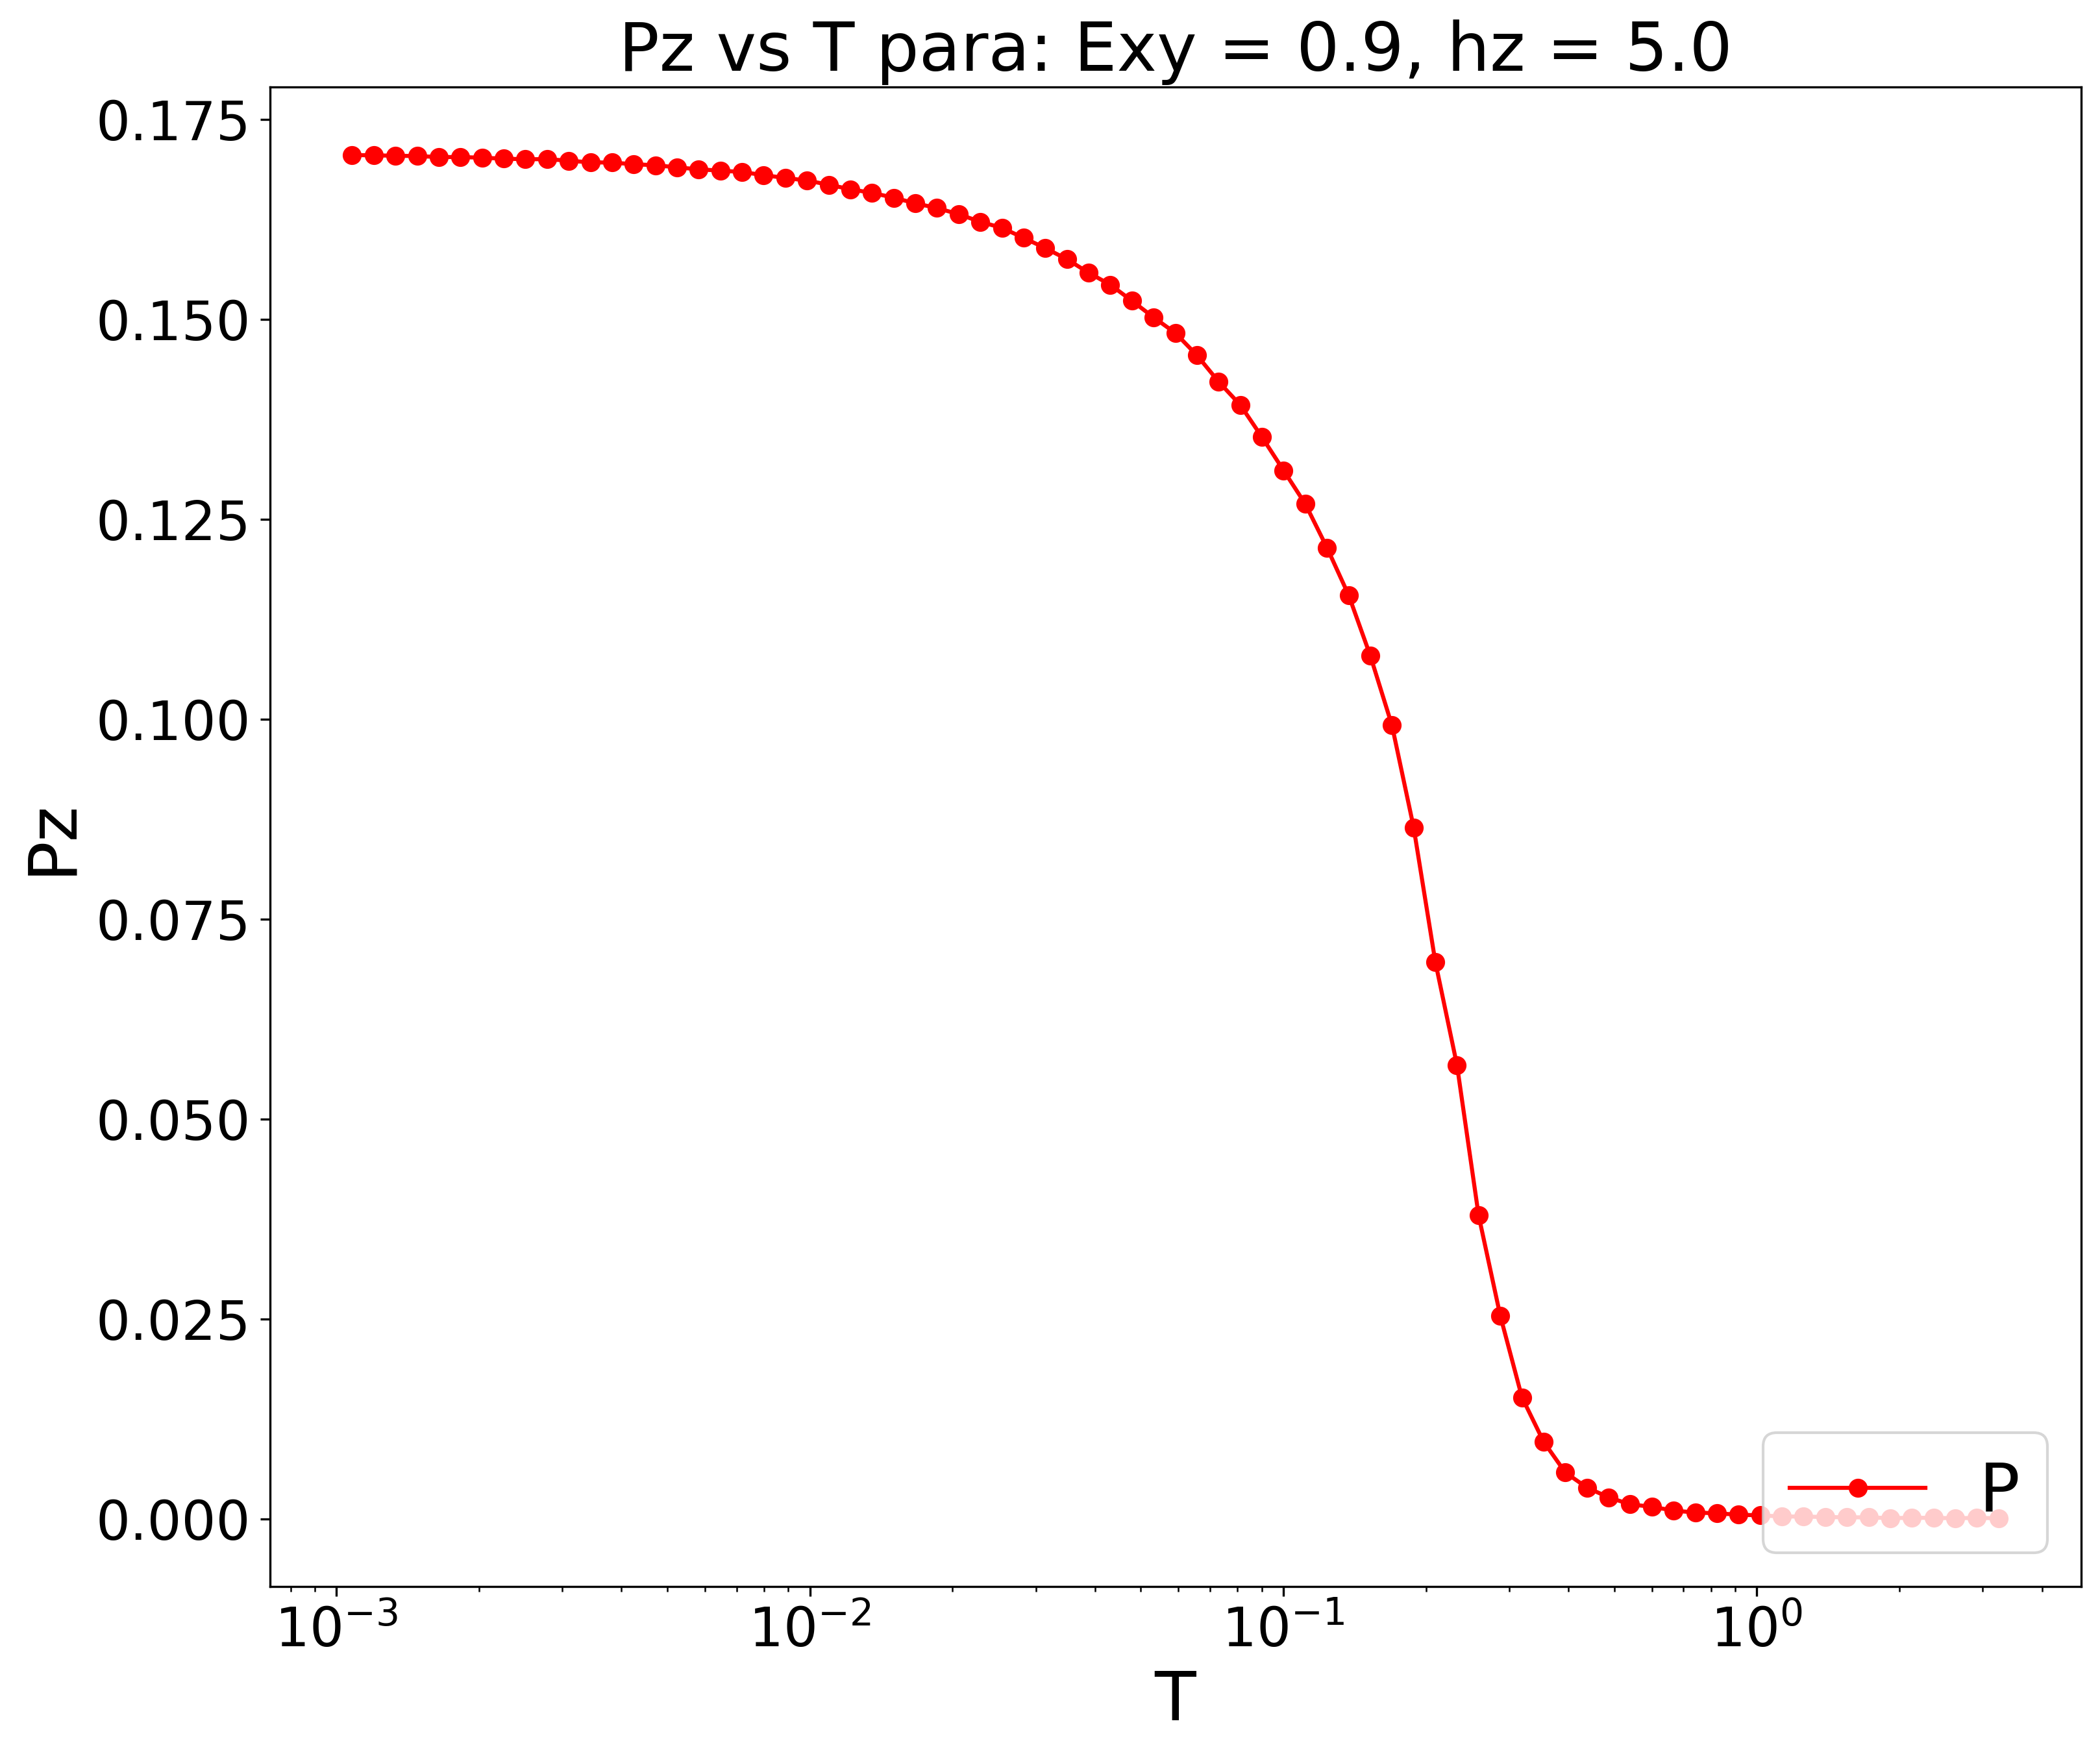 Pz vs T para: Exy = 0.9, hz = 5.0
Pz
0.175
0.150
0.125
0.100
0.075
0.050
0.025
0.000
P
10⁻³ 10⁻² 10⁻¹ 10⁰
T